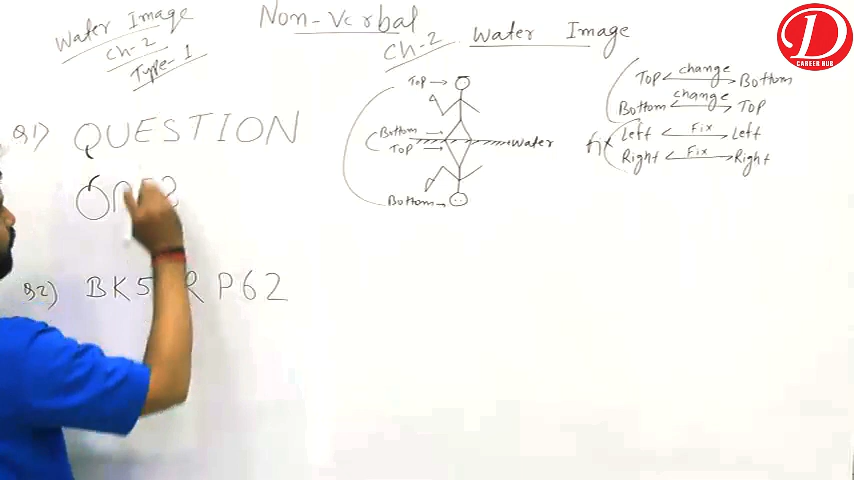 Water Image
Ch-2
Type-1
Non-Verbal
Ch-2 Water Image
Top
Bottom
Top
Water
Bottom
Top change Bottom
Bottom change Top
fix
Left Fix Left
Right Fix Right
Q1) QUESTION
Q2) BK5 R P62
D
CAREER HUB